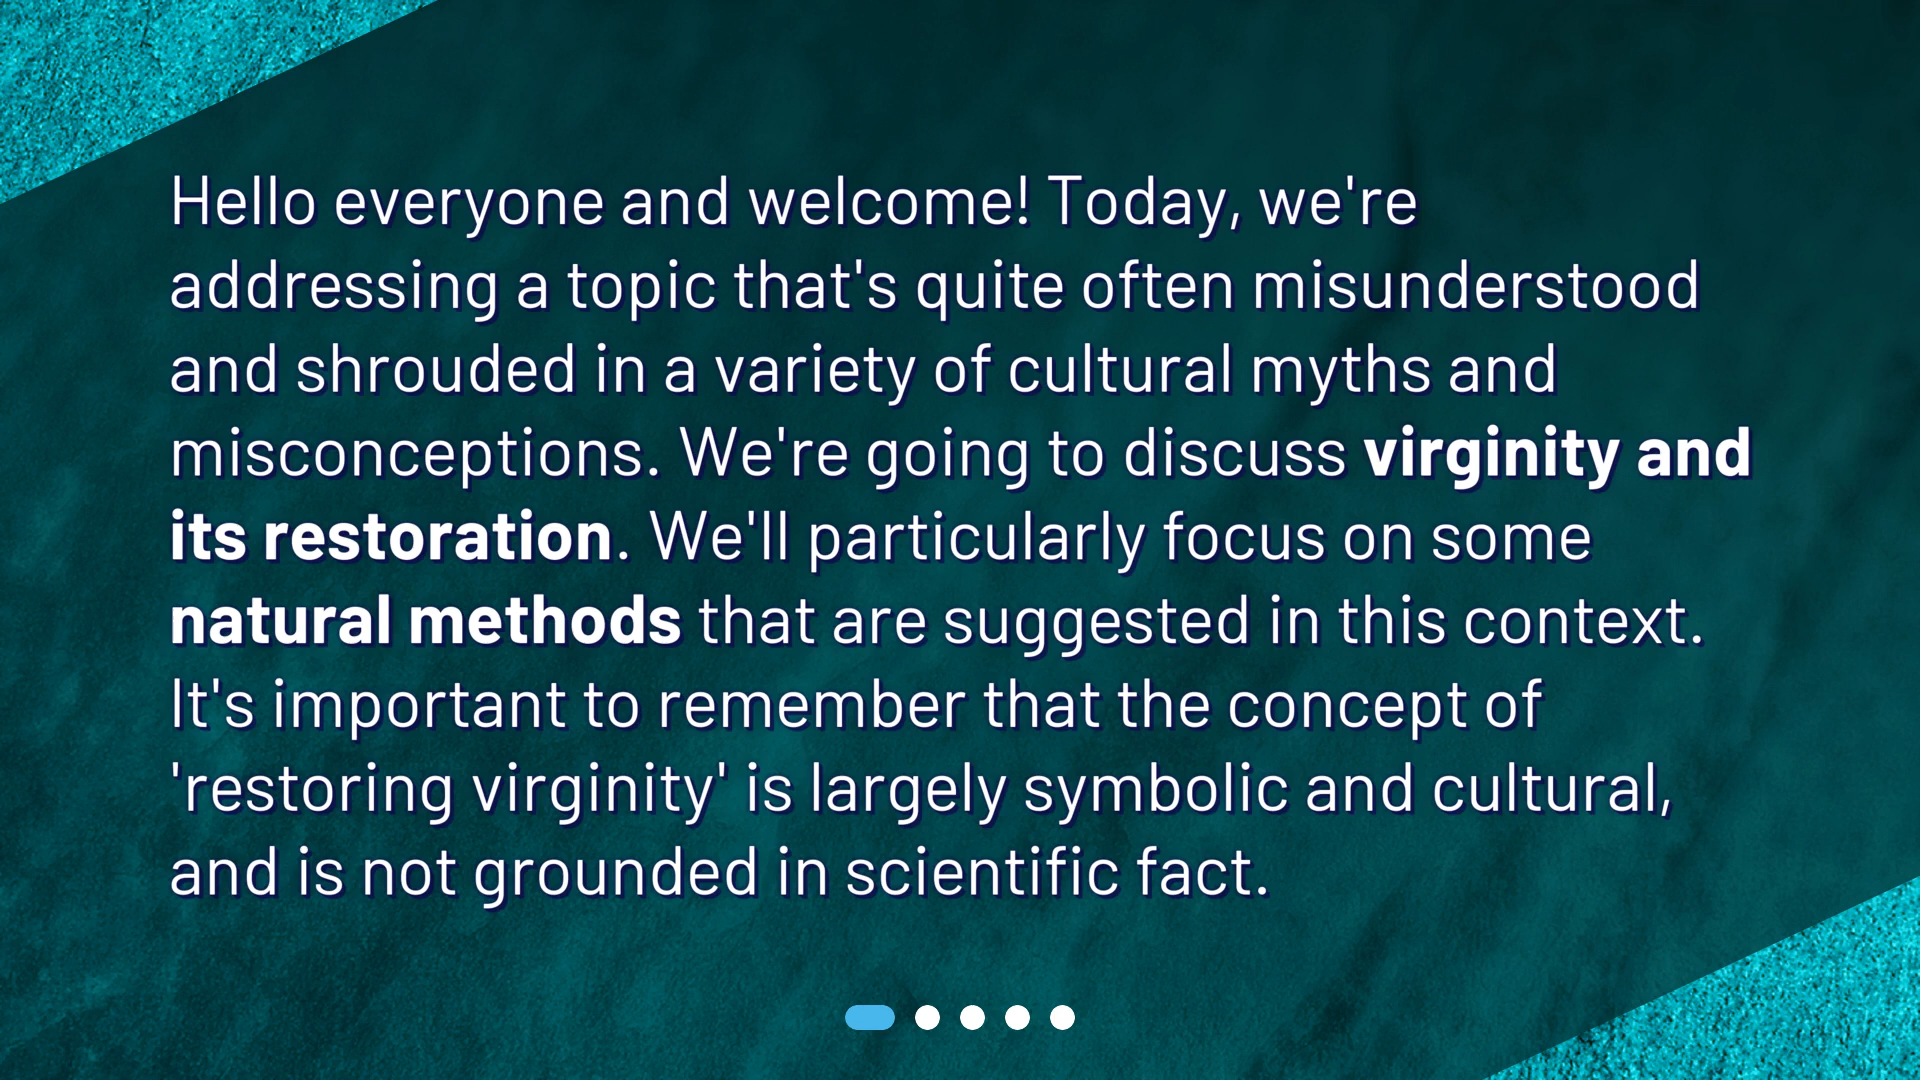 Hello everyone and welcome! Today, we're
addressing a topic that's quite often misunderstood
and shrouded in a variety of cultural myths and
misconceptions. We're going to discuss virginity and
its restoration. We'll particularly focus on some
natural methods that are suggested in this context.
It's important to remember that the concept of
'restoring virginity' is largely symbolic and cultural,
and is not grounded in scientific fact.